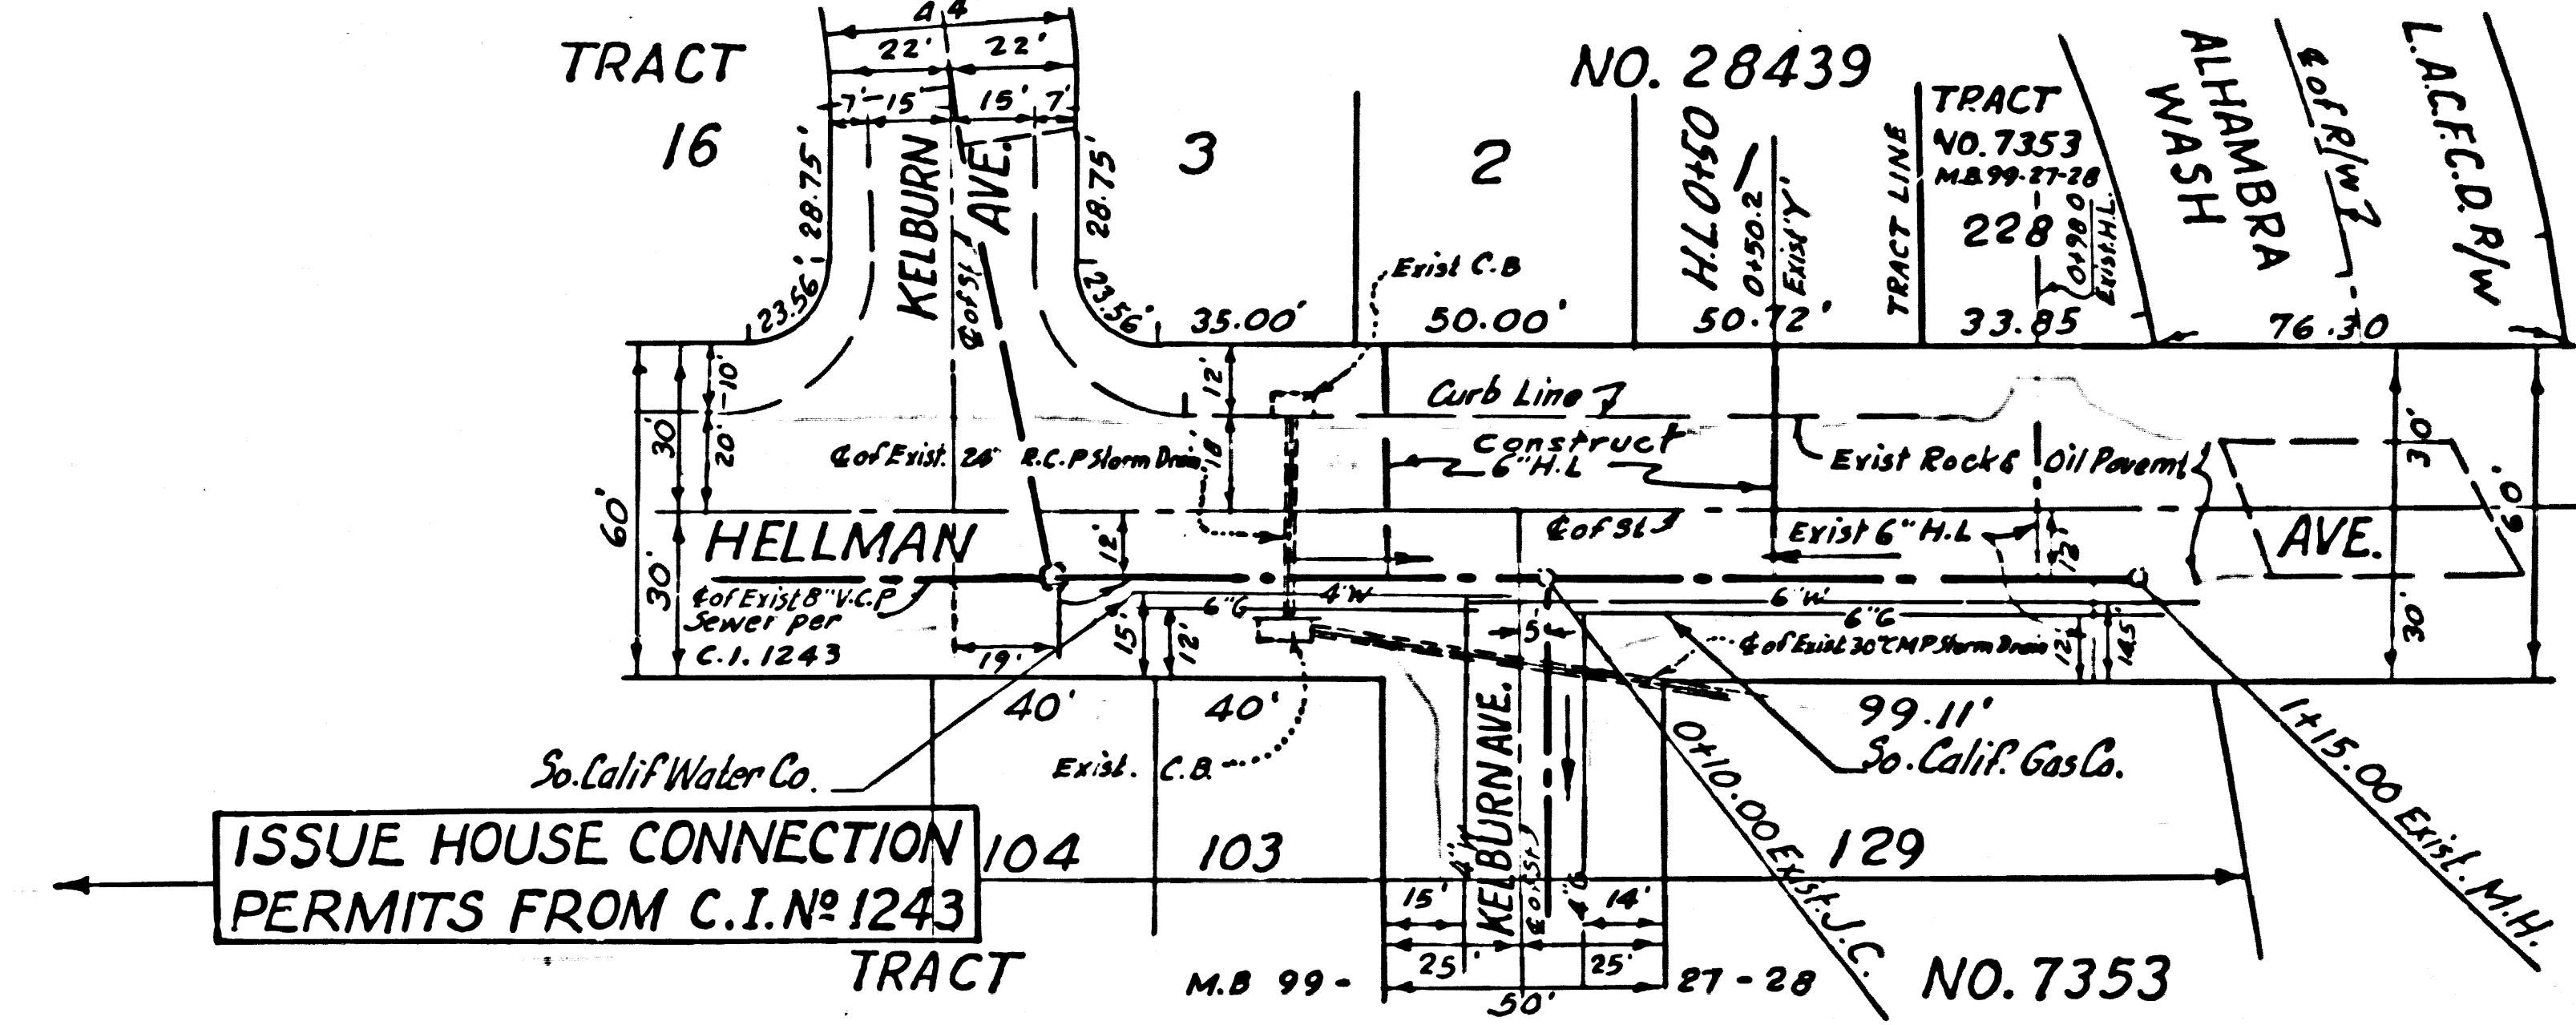 44
22' 22'
7' 15' 15' 7'
TRACT
16
NO. 28439
3
2
KELBURN
AVE.
℄ of St
28.75'
28.75'
23.56'
23.56'
35.00'
50.00'
50.72'
33.85
76.30
Exist C.B
H.L. 0+50
0+50.2
Exist "Y"
TRACT LINE
TRACT
NO. 7353
M.B. 99-27-28
228
0+98.0
Exist. H.L.
ALHAMBRA
WASH
℄ of R/W
L.A.C.F.C.D. R/W
60'
30'
30'
10'
20'
12'
18'
Curb Line
Construct
6" H.L
Exist Rock & Oil Pavemt
℄ of Exist. 24" R.C.P Storm Drain
30'
30'
60'
HELLMAN
AVE.
12'
℄ of St
Exist 6" H.L
12'
℄ of Exist 8" V.C.P
Sewer per
C.I. 1243
19'
15'
12'
6" G
4" W
5'
6" W
6" G
℄ of Exist 30" CMP Storm Drain
12'
14.5'
40'
40'
99.11'
So. Calif Water Co.
Exist. C.B.
So. Calif. Gas Co.
0+10.00 Exist. J.C.
1+15.00 Exist. M.H.
ISSUE HOUSE CONNECTION
PERMITS FROM C.I. Nº 1243
104
103
129
KELBURN AVE.
℄ of St
4" W
4" G
15'
14'
25'
25'
50'
TRACT
M.B 99 - 27 - 28
NO. 7353